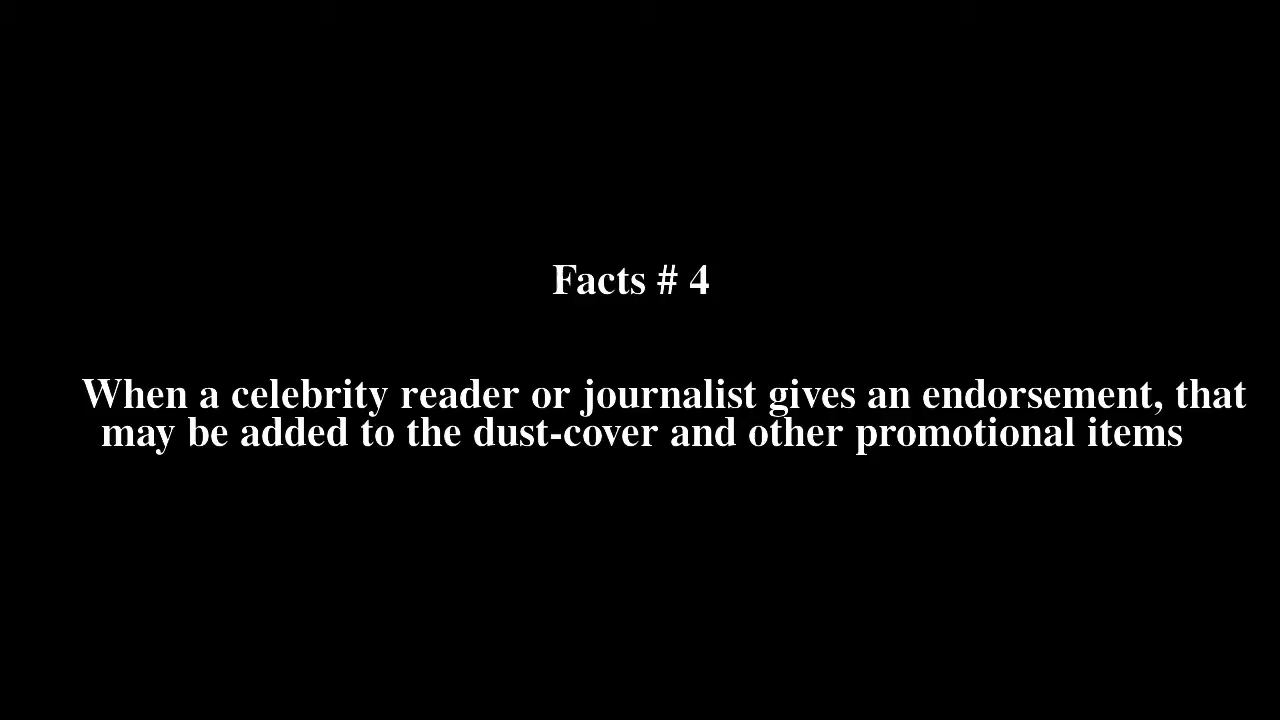 Facts # 4
When a celebrity reader or journalist gives an endorsement, that
may be added to the dust-cover and other promotional items